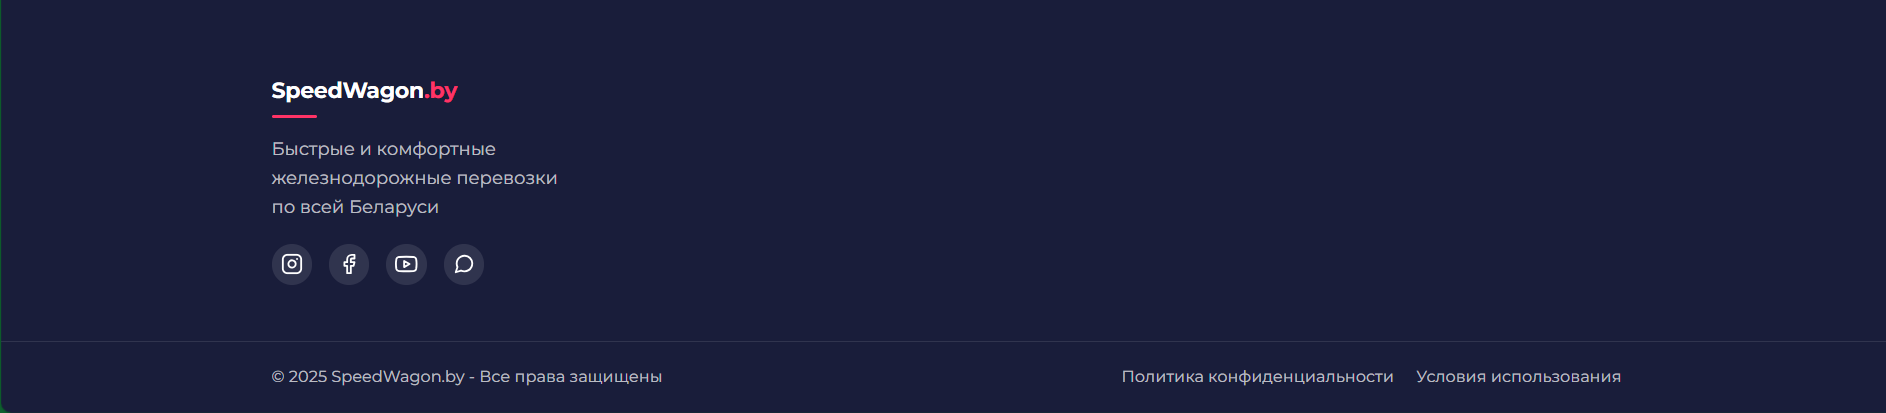 SpeedWagon.by
Быстрые и комфортные
железнодорожные перевозки
по всей Беларуси
© 2025 SpeedWagon.by - Все права защищены
Политика конфиденциальности Условия использования